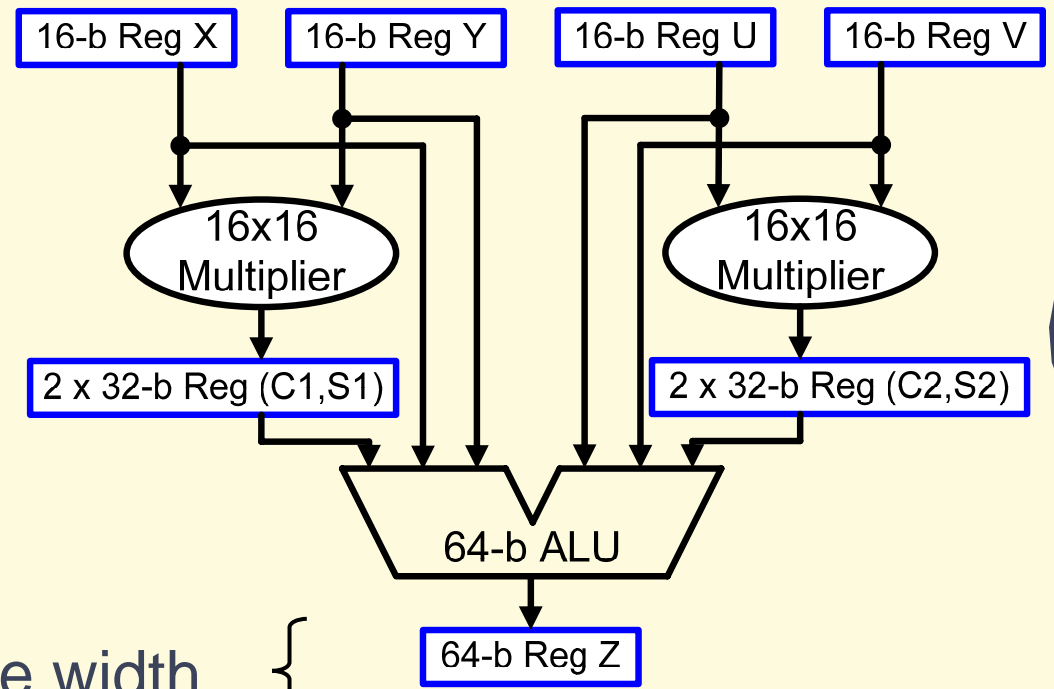 16-b Reg X
16-b Reg Y
16-b Reg U
16-b Reg V
16x16
Multiplier
16x16
Multiplier
2 x 32-b Reg (C1,S1)
2 x 32-b Reg (C2,S2)
64-b ALU
64-b Reg Z
width